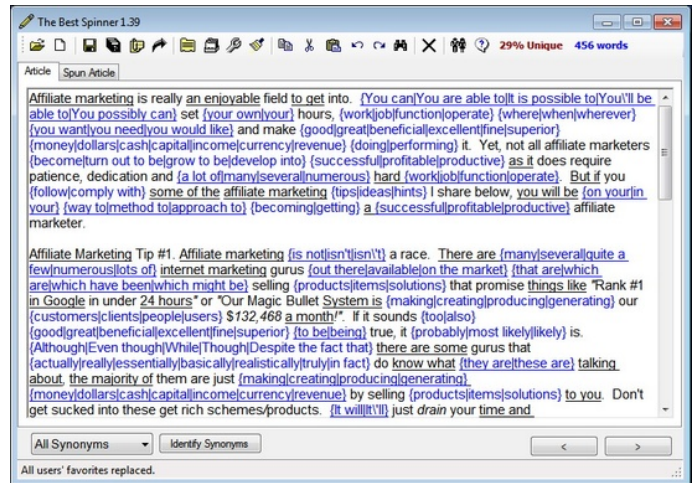 The Best Spinner 1.39
29% Unique 456 words
Article Spun Article
Affiliate marketing is really an enjoyable field to get into. {You can|You are able to|It is possible to|You\'ll be
able to|You possibly can} set {your own|your} hours, {work|job|function|operate} {where|when|wherever}
{you want|you need|you would like} and make {good|great|beneficial|excellent|fine|superior}
{money|dollars|cash|capital|income|currency|revenue} {doing|performing} it. Yet, not all affiliate marketers
{become|turn out to be|grow to be|develop into} {successful|profitable|productive} as it does require
patience, dedication and {a lot of|many|several|numerous} hard {work|job|function|operate}. But if you
{follow|comply with} some of the affiliate marketing {tips|ideas|hints} I share below, you will be {on your|in
your} {way to|method to|approach to} {becoming|getting} a {successful|profitable|productive} affiliate
marketer.
Affiliate Marketing Tip #1. Affiliate marketing {is not|isn't|isn\'t} a race. There are {many|several|quite a
few|numerous|lots of} internet marketing gurus {out there|available|on the market} {that are|which
are|which have been|which might be} selling {products|items|solutions} that promise things like "Rank #1
in Google in under 24 hours" or "Our Magic Bullet System is {making|creating|producing|generating} our
{customers|clients|people|users} $132,468 a month!". If it sounds {too|also}
{good|great|beneficial|excellent|fine|superior} {to be|being} true, it {probably|most likely|likely} is.
{Although|Even though|While|Though|Despite the fact that} there are some gurus that
{actually|really|essentially|basically|realistically|truly|in fact} do know what {they are|these are} talking
about, the majority of them are just {making|creating|producing|generating}
{money|dollars|cash|capital|income|currency|revenue} by selling {products|items|solutions} to you. Don't
get sucked into these get rich schemes/products. {It will|It\'ll} just drain your time and
All Synonyms Identify Synonyms < >
All users' favorites replaced.